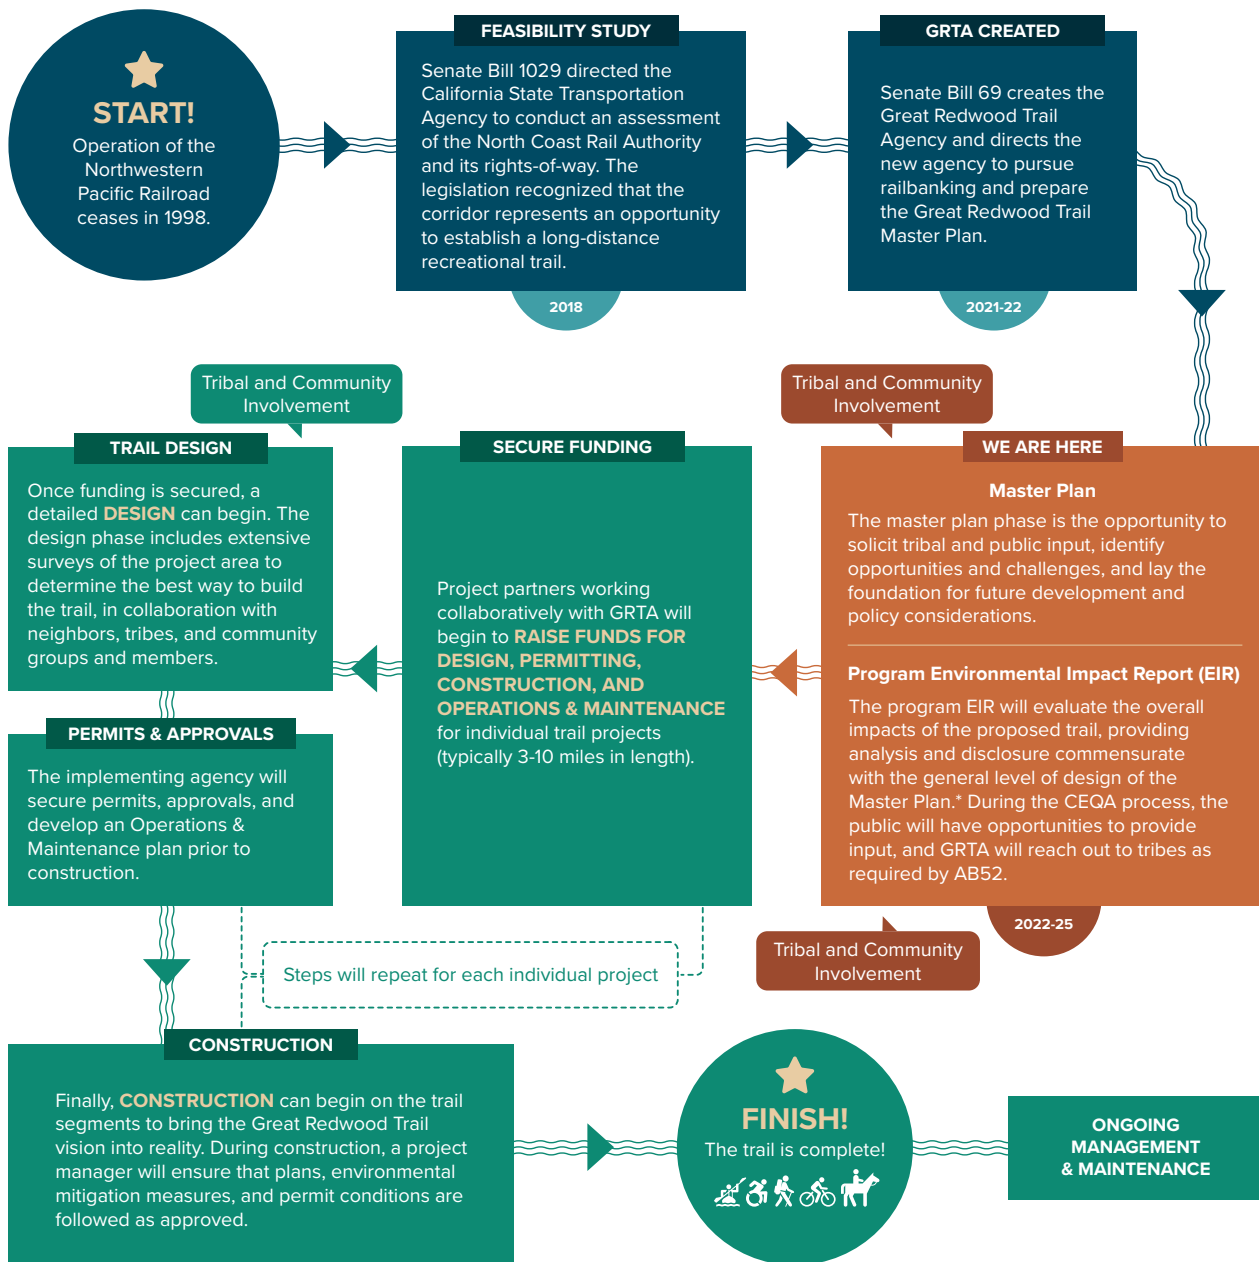 START!
Operation of the
Northwestern
Pacific Railroad
ceases in 1998.
FEASIBILITY STUDY
Senate Bill 1029 directed the
California State Transportation
Agency to conduct an assessment
of the North Coast Rail Authority
and its rights-of-way. The
legislation recognized that the
corridor represents an opportunity
to establish a long-distance
recreational trail.
2018
GRTA CREATED
Senate Bill 69 creates the
Great Redwood Trail
Agency and directs the
new agency to pursue
railbanking and prepare
the Great Redwood Trail
Master Plan.
2021-22
Tribal and Community
Involvement
WE ARE HERE
Master Plan
The master plan phase is the opportunity to
solicit tribal and public input, identify
opportunities and challenges, and lay the
foundation for future development and
policy considerations.
Program Environmental Impact Report (EIR)
The program EIR will evaluate the overall
impacts of the proposed trail, providing
analysis and disclosure commensurate
with the general level of design of the
Master Plan.* During the CEQA process, the
public will have opportunities to provide
input, and GRTA will reach out to tribes as
required by AB52.
2022-25
Tribal and Community
Involvement
SECURE FUNDING
Project partners working
collaboratively with GRTA will
begin to RAISE FUNDS FOR
DESIGN, PERMITTING,
CONSTRUCTION, AND
OPERATIONS & MAINTENANCE
for individual trail projects
(typically 3-10 miles in length).
Tribal and Community
Involvement
TRAIL DESIGN
Once funding is secured, a
detailed DESIGN can begin. The
design phase includes extensive
surveys of the project area to
determine the best way to build
the trail, in collaboration with
neighbors, tribes, and community
groups and members.
PERMITS & APPROVALS
The implementing agency will
secure permits, approvals, and
develop an Operations &
Maintenance plan prior to
construction.
Steps will repeat for each individual project
CONSTRUCTION
Finally, CONSTRUCTION can begin on the trail
segments to bring the Great Redwood Trail
vision into reality. During construction, a project
manager will ensure that plans, environmental
mitigation measures, and permit conditions are
followed as approved.
FINISH!
The trail is complete!
ONGOING
MANAGEMENT
& MAINTENANCE